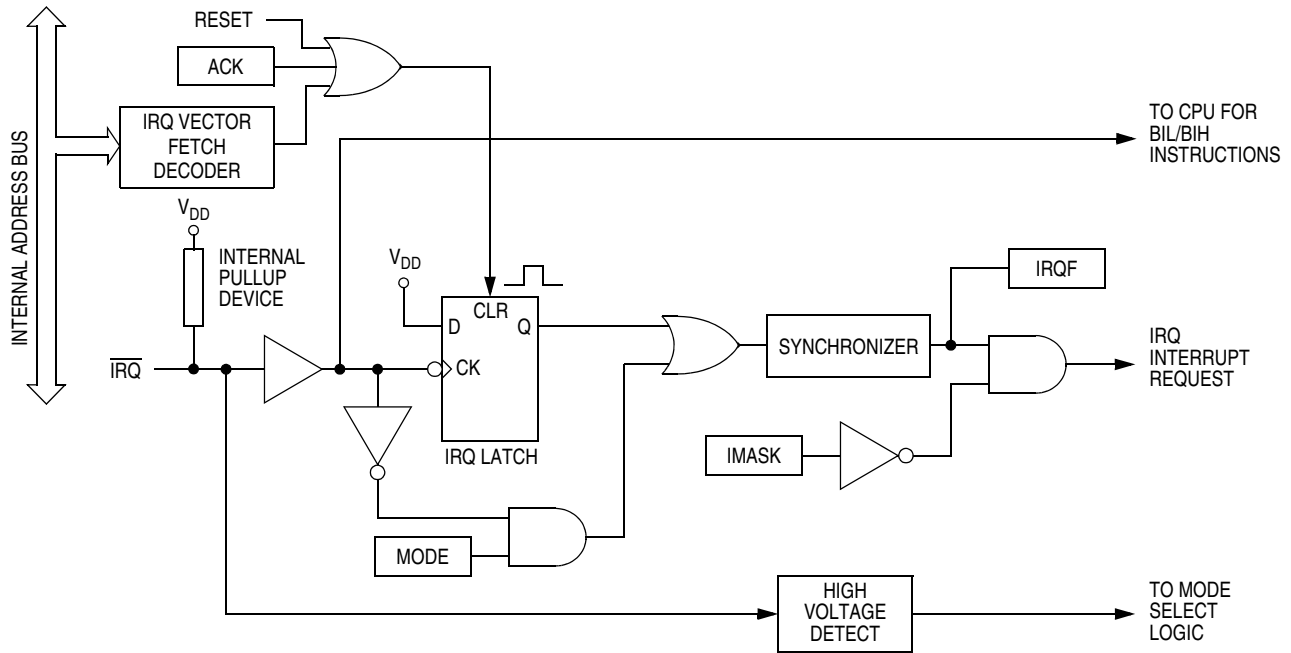 RESET
ACK
INTERNAL ADDRESS BUS
IRQ VECTOR
FETCH
DECODER
TO CPU FOR
BIL/BIH
INSTRUCTIONS
VDD
INTERNAL
PULLUP
DEVICE
VDD
CLR
D
Q
CK
IRQ LATCH
IRQ
SYNCHRONIZER
IRQF
IRQ
INTERRUPT
REQUEST
IMASK
MODE
HIGH
VOLTAGE
DETECT
TO MODE
SELECT
LOGIC